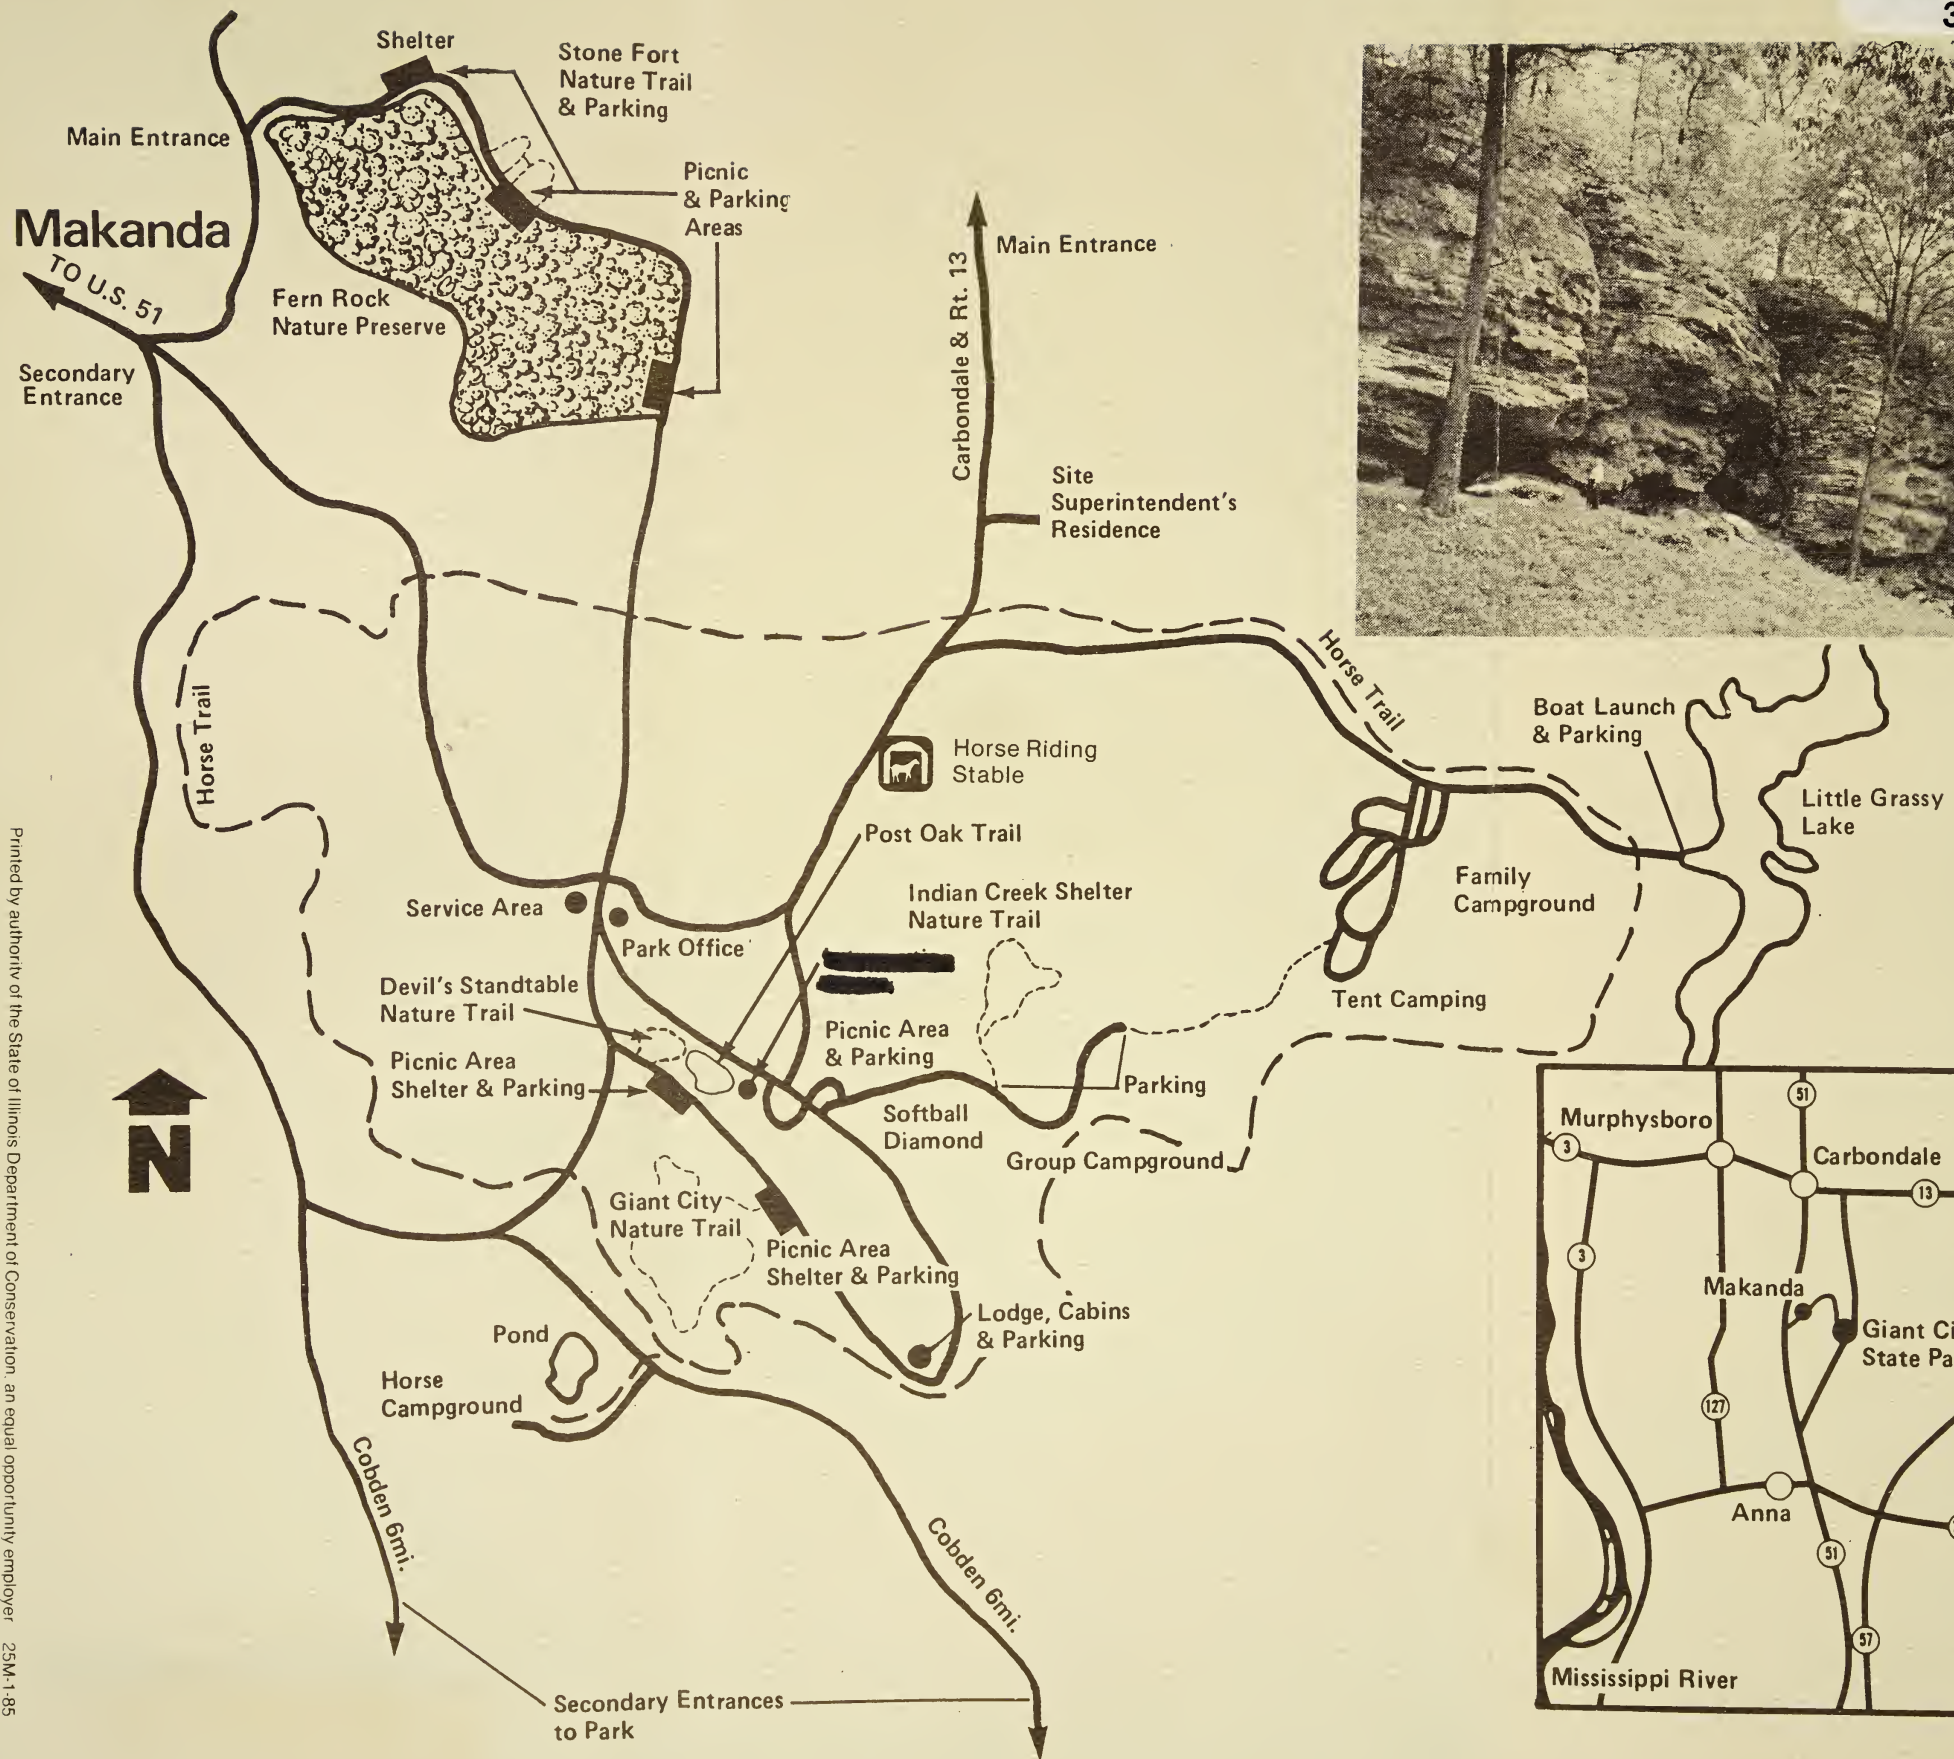 3
Shelter
Stone Fort
Nature Trail
& Parking
Main Entrance
Picnic
& Parking
Areas
Makanda
TO U.S. 51
Fern Rock
Nature Preserve
Secondary
Entrance
Main Entrance
Carbondale & Rt. 13
Site
Superintendent's
Residence
Horse Trail
Horse Trail
Boat Launch
& Parking
Horse Riding
Stable
Little Grassy
Lake
Post Oak Trail
Family
Campground
Indian Creek Shelter
Nature Trail
Service Area
Park Office
Devil's Standtable
Nature Trail
Tent Camping
Picnic Area
& Parking
Picnic Area
Shelter & Parking
Parking
Softball
Diamond
Group Campground
N
Giant City
Nature Trail
Picnic Area
Shelter & Parking
Lodge, Cabins
& Parking
Pond
Horse
Campground
Cobden 6mi.
Cobden 6mi.
Secondary Entrances
to Park
51
Murphysboro
3
Carbondale
13
3
Makanda
Giant Ci
State Pa
127
Anna
51
57
Mississippi River
Printed by authority of the State of Illinois Department of Conservation, an equal opportunity employer 25M-1-85